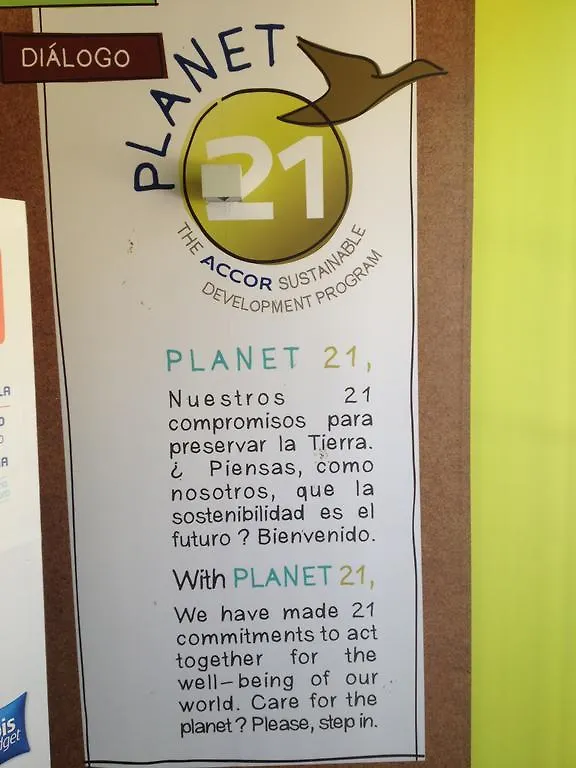 DIÁLOGO
PLANET
21
THE ACCOR SUSTAINABLE
DEVELOPMENT PROGRAM
PLANET 21,
Nuestros 21
compromisos para
preservar la Tierra.
¿ Piensas, como
nosotros, que la
sostenibilidad es el
futuro ? Bienvenido.
With PLANET 21,
We have made 21
commitments to act
together for the
well-being of our
world. Care for the
planet ? Please, step in.